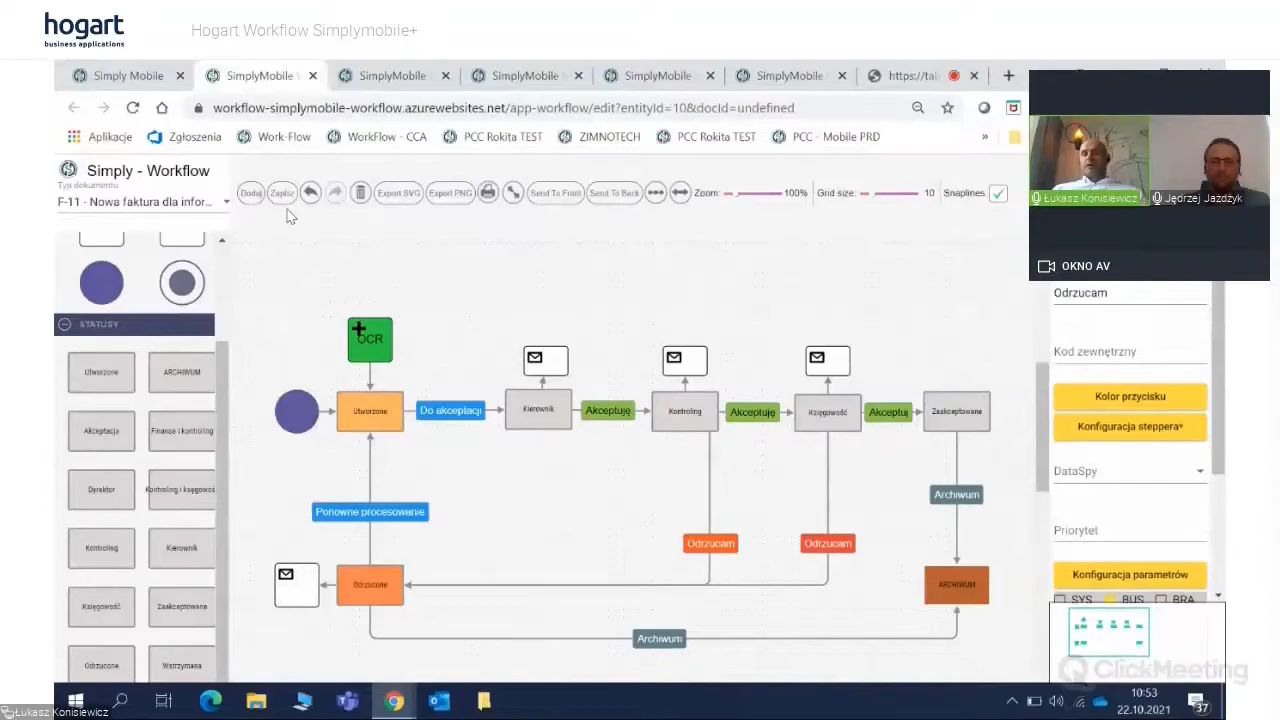 hogart
business applications
Hogart Workflow Simplymobile+
Simply Mobile
SimplyMobile
SimplyMobile
SimplyMobile
SimplyMobile
SimplyMobile
https://tal
workflow-simplymobile-workflow.azurewebsites.net/app-workflow/edit?entityId=10&docId=undefined
Aplikacje
Zgłoszenia
Work-Flow
WorkFlow - CCA
PCC Rokita TEST
ZIMNOTECH
PCC Rokita TEST
PCC - Mobile PRD
»
Simply - Workflow
Typ dokumentu
F-11 - Nowa faktura dla infor...
Dodaj
Zapisz
Export SVG
Export PNG
Send To Front
Send To Back
Zoom:
100%
Grid size:
10
Snaplines
Łukasz Konisiewicz
Jędrzej Jażdżyk
OKNO AV
STATUSY
Utworzone
ARCHIWUM
Akceptacja
Finanse i kontroling
Dyrektor
Kontroling i księgowość
Kontroling
Kierownik
Księgowość
Zaakceptowane
Odrzucone
Wstrzymana
OCR
Utworzone
Do akceptacji
Kierownik
Akceptuję
Kontroling
Akceptuję
Księgowość
Akceptuj
Zaakceptowane
Archiwum
Ponowne procesowanie
Odrzucam
Odrzucam
Odrzucone
ARCHIWUM
Archiwum
Odrzucam
Kod zewnętrzny
Kolor przycisku
Konfiguracja steppera*
DataSpy
Priorytet
Konfiguracja parametrów
SYS
BUS
BRA
ClickMeeting
10:53
22.10.2021
37
Łukasz Konisiewicz